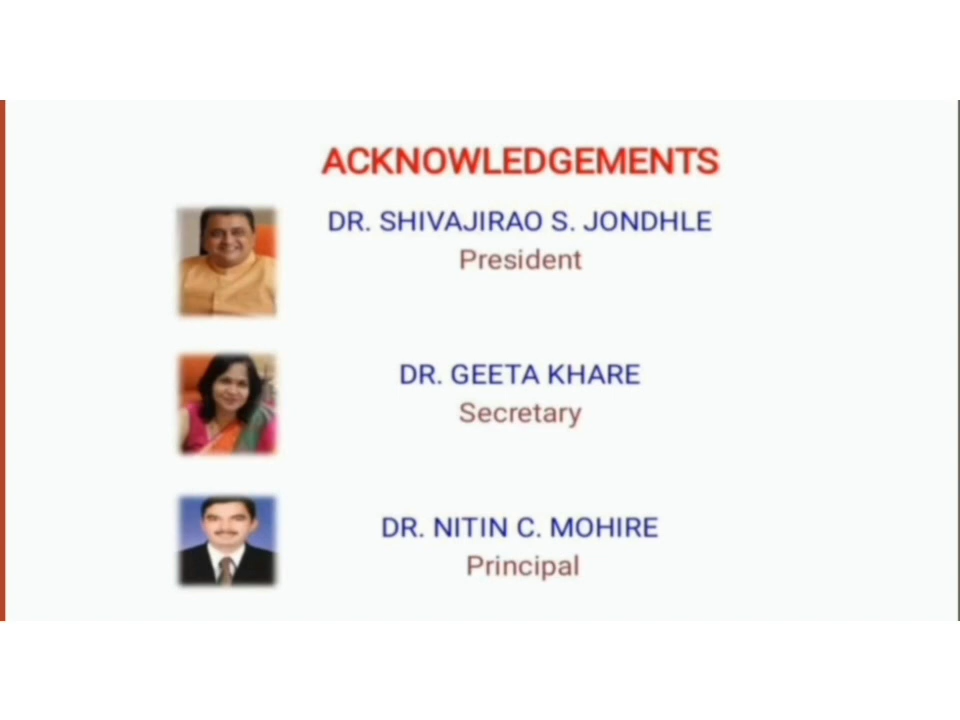 ACKNOWLEDGEMENTS
DR. SHIVAJIRAO S. JONDHLE
President
DR. GEETA KHARE
Secretary
DR. NITIN C. MOHIRE
Principal